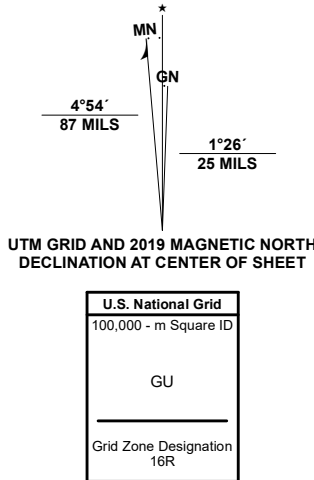 ★
MN
GN
4°54´
87 MILS
1°26´
25 MILS
UTM GRID AND 2019 MAGNETIC NORTH
DECLINATION AT CENTER OF SHEET
U.S. National Grid
100,000 - m Square ID
GU
Grid Zone Designation
16R